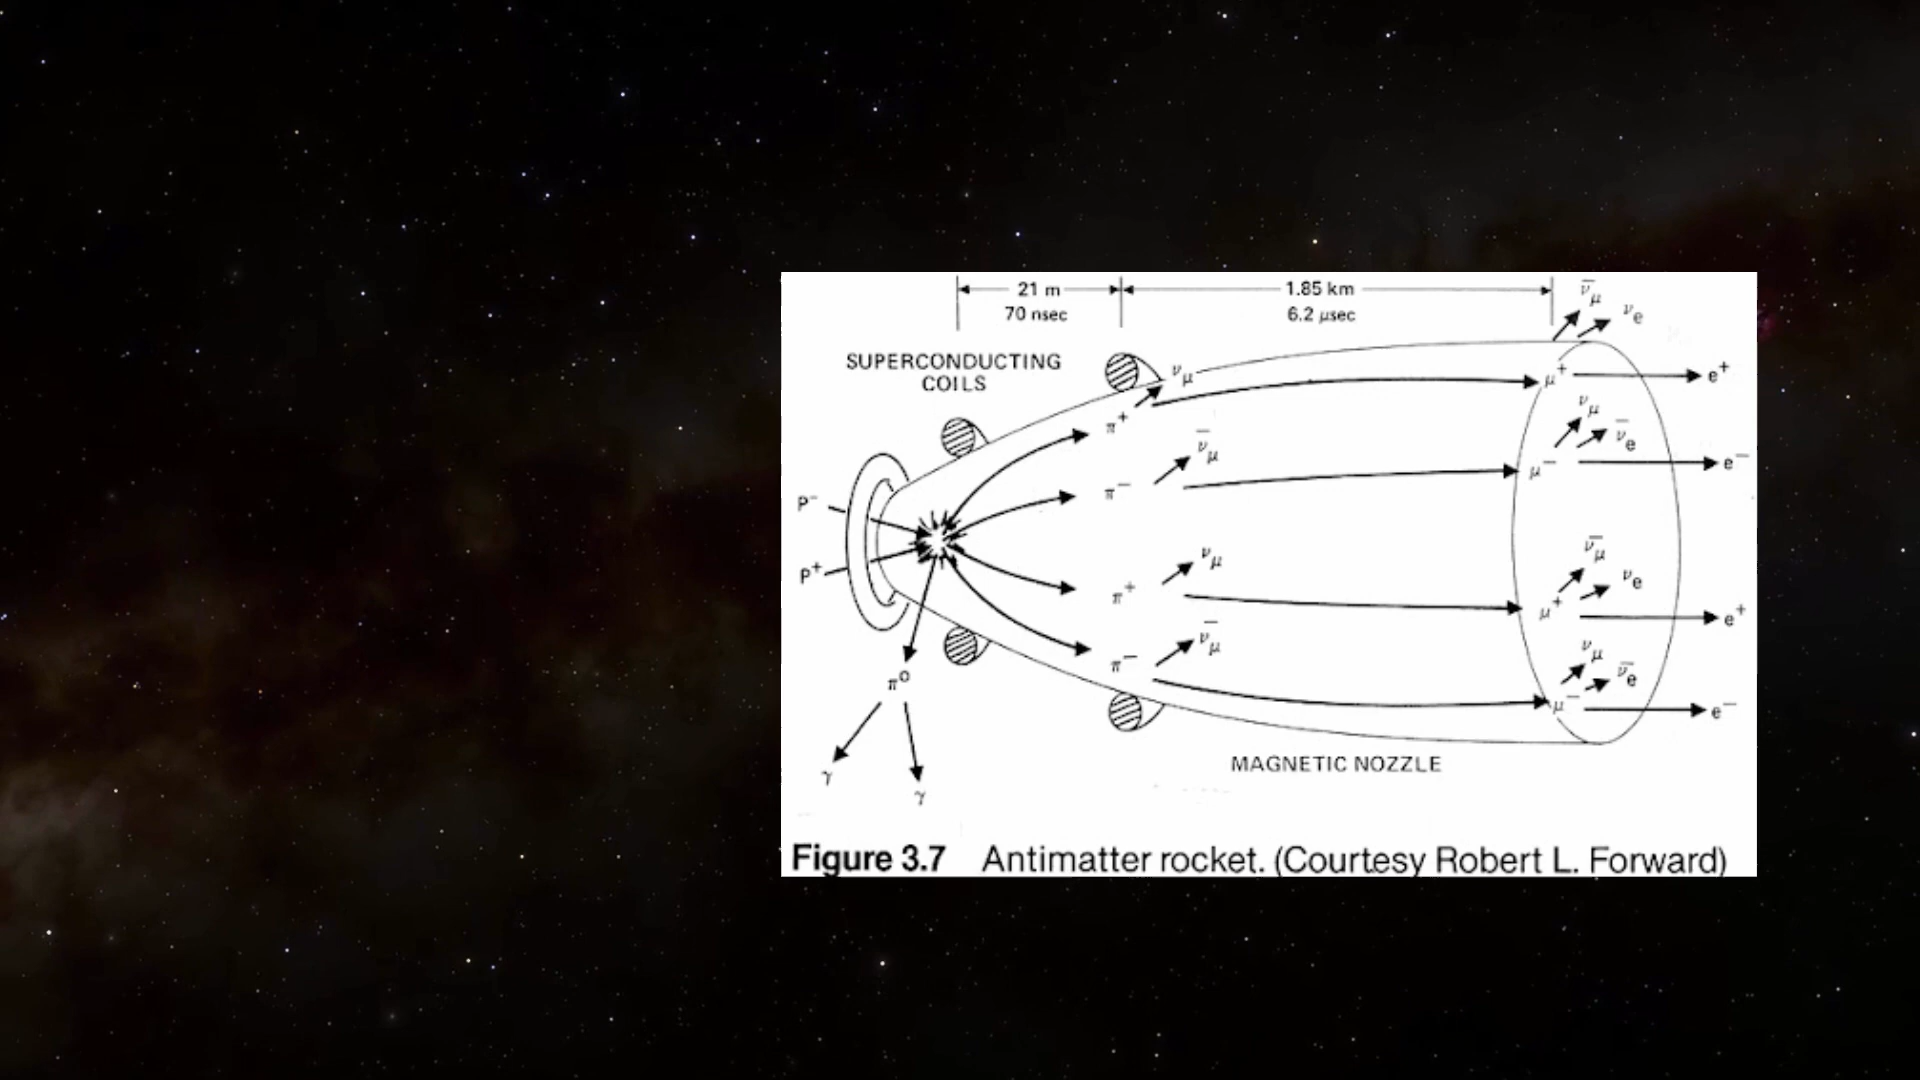 21 m
1.85 km
70 nsec
6.2 μsec
ν̅μ
νe
SUPERCONDUCTING
COILS
νμ
μ+
e+
π+
νμ
ν̅e
ν̅μ
π−
μ−
e−
P−
P+
ν̅μ
νμ
νe
π+
μ+
e+
νμ
ν̅μ
ν̅e
π−
πo
μ−
e−
MAGNETIC NOZZLE
γ
γ
Figure 3.7 Antimatter rocket. (Courtesy Robert L. Forward)